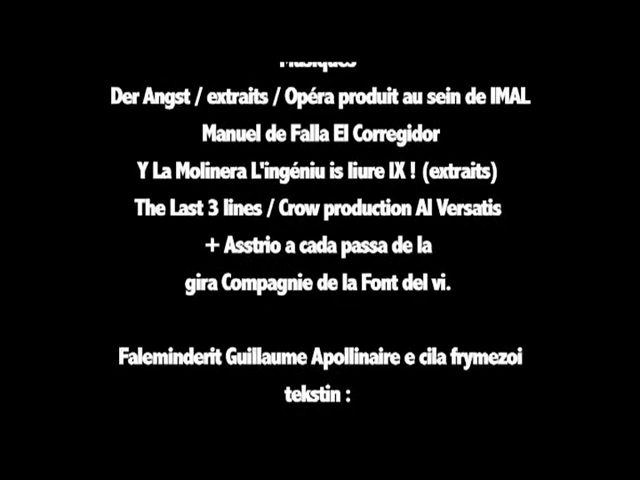 Musiques
Der Angst / extraits / Opéra produit au sein de IMAL
Manuel de Falla El Corregidor
Y La Molinera L'ingéniu is liure IX ! (extraits)
The Last 3 lines / Crow production Al Versatis
+ Asstrio a cada passa de la
gira Compagnie de la Font del vi.
Faleminderit Guillaume Apollinaire e cila frymezoi
tekstin :